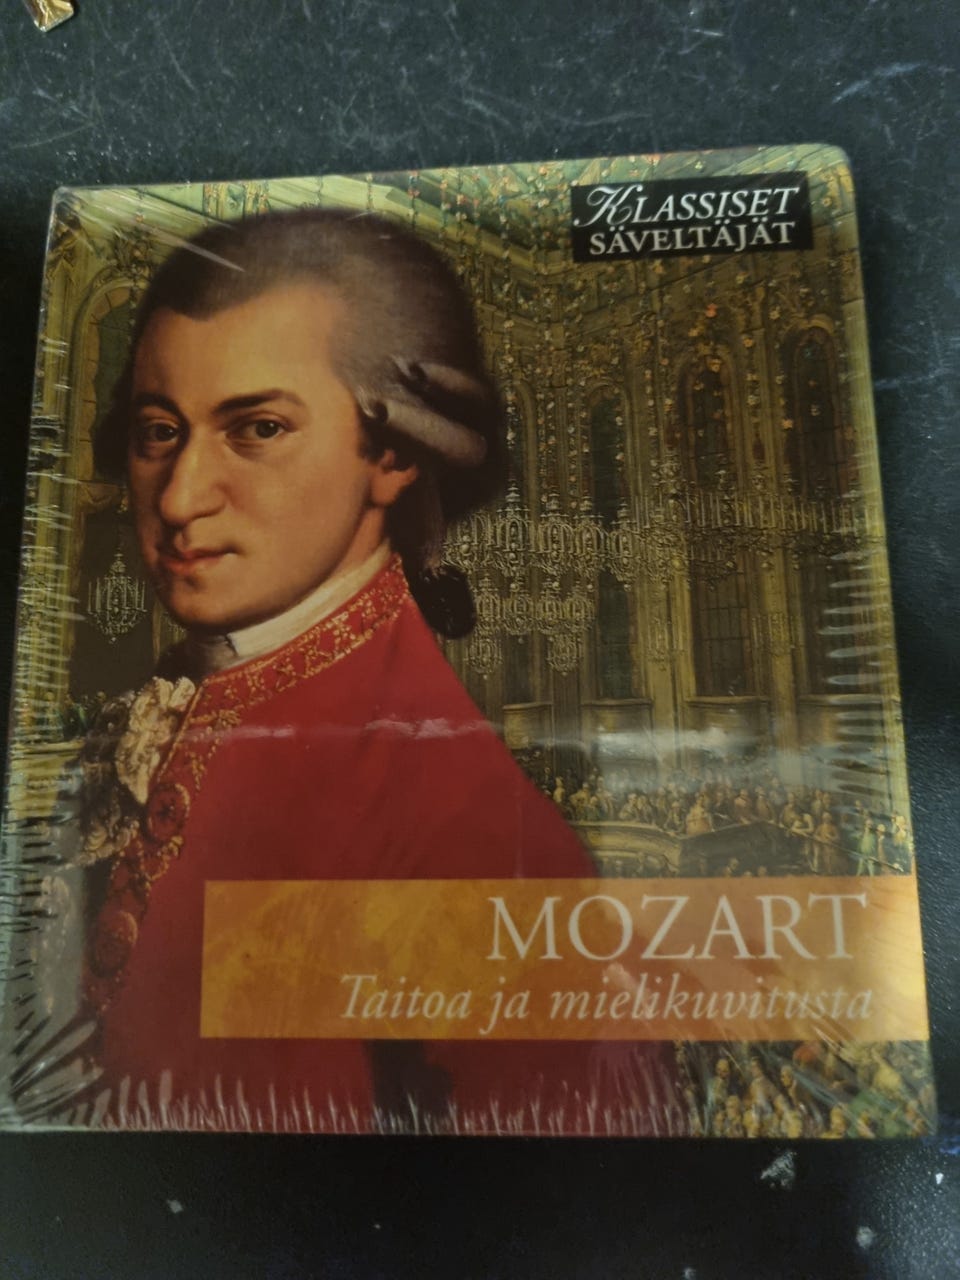 KLASSISET
SÄVELTÄJÄT
MOZART
Taitoa ja mielikuvitusta